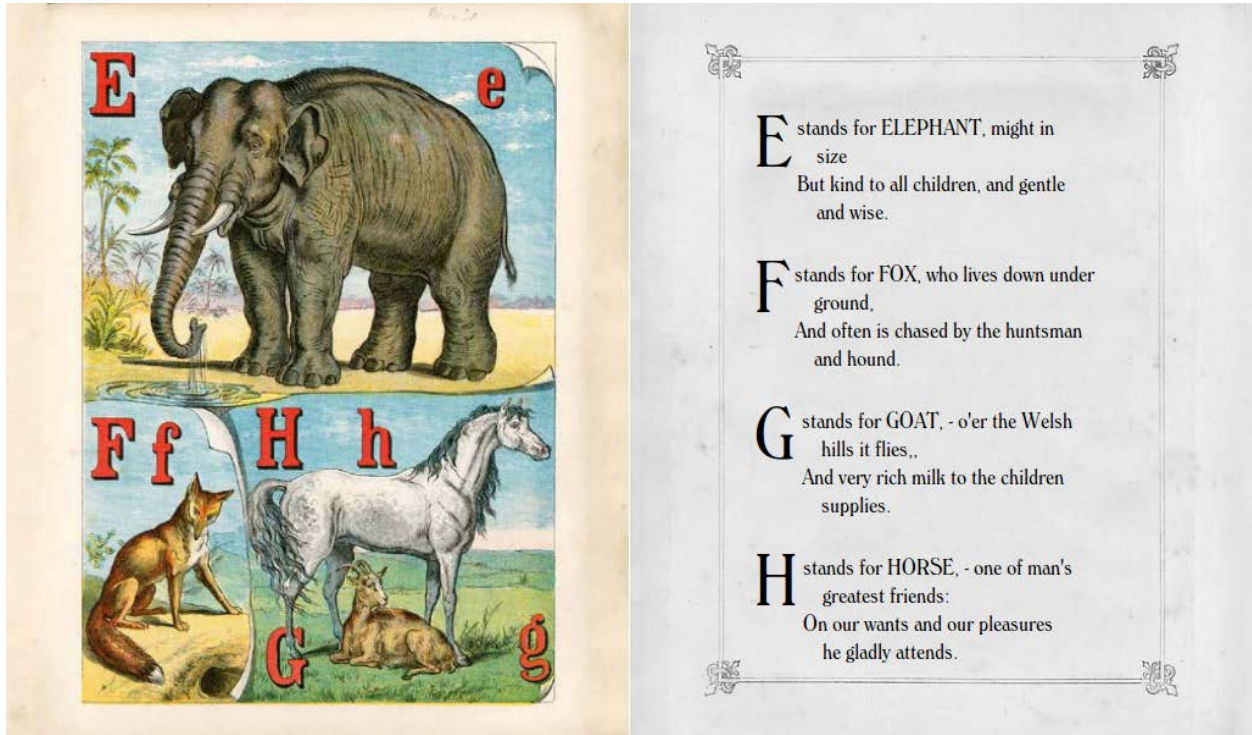 E e
F f
H h
G g
E stands for ELEPHANT, might in
size
But kind to all children, and gentle
and wise.
F stands for FOX, who lives down under
ground,
And often is chased by the huntsman
and hound.
G stands for GOAT, - o'er the Welsh
hills it flies,,
And very rich milk to the children
supplies.
H stands for HORSE, - one of man's
greatest friends:
On our wants and our pleasures
he gladly attends.